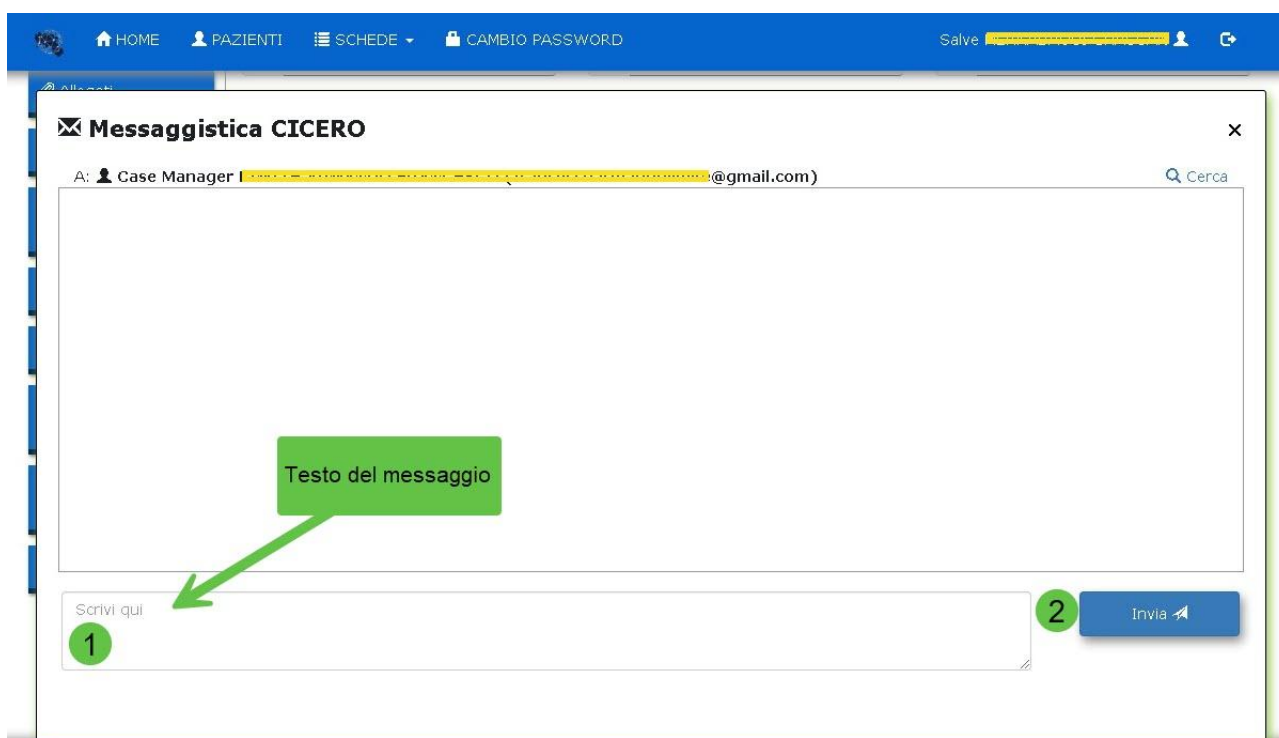 HOME PAZIENTI SCHEDE CAMBIO PASSWORD Salve
Allegati
Messaggistica CICERO
A: Case Manager @gmail.com) Cerca
Testo del messaggio
Scrivi qui
1
2 Invia